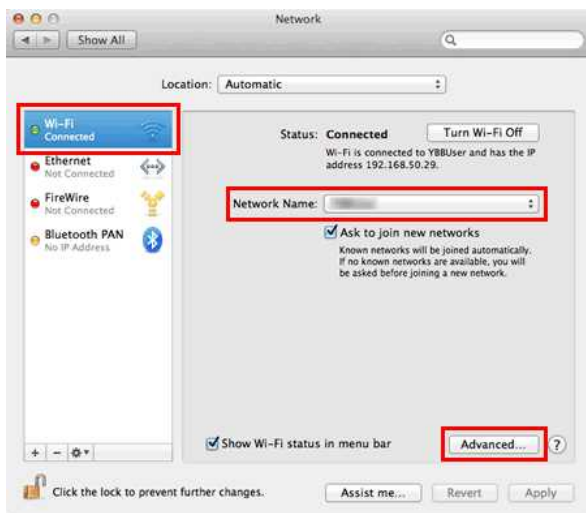 Network
Show All
Location: Automatic
Wi-Fi
Connected
Ethernet
Not Connected
FireWire
Not Connected
Bluetooth PAN
No IP Address
Status: Connected
Turn Wi-Fi Off
Wi-Fi is connected to YBBUser and has the IP
address 192.168.50.29.
Network Name:
Ask to join new networks
Known networks will be joined automatically.
If no known networks are available, you will
be asked before joining a new network.
Show Wi-Fi status in menu bar
Advanced...
?
+ -
Click the lock to prevent further changes.
Assist me...
Revert
Apply